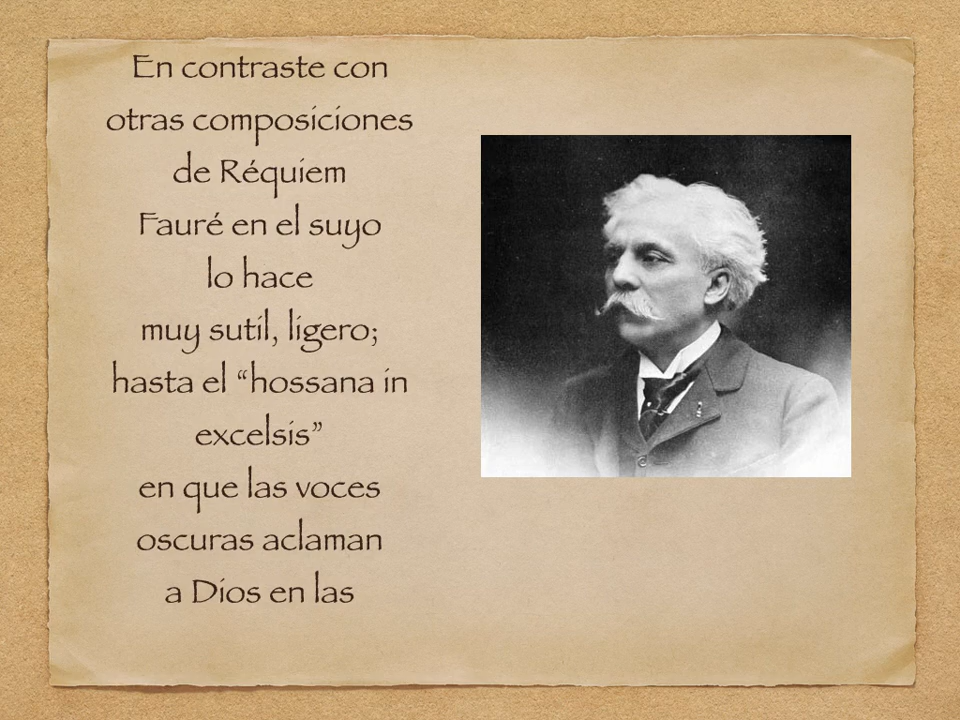 En contraste con
otras composiciones
de Réquiem
Fauré en el suyo
lo hace
muy sutil, ligero;
hasta el “hossana in
excelsis”
en que las voces
oscuras aclaman
a Dios en las